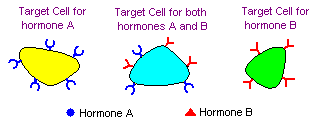 Target Cell for
hormone A
Target Cell for both
hormones A and B
Target Cell for
hormone B
Hormone A
Hormone B